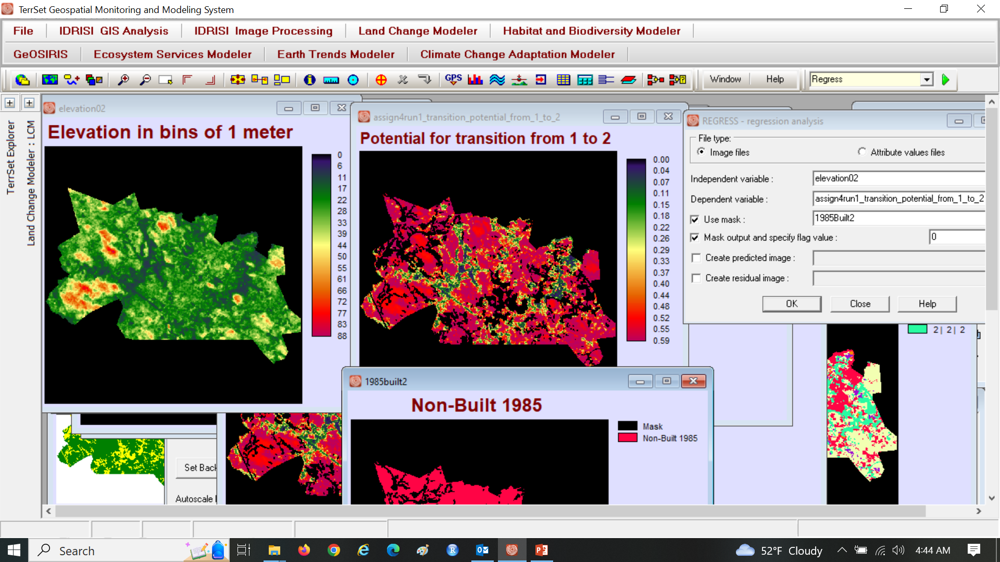 TerrSet Geospatial Monitoring and Modeling System
File IDRISI GIS Analysis IDRISI Image Processing Land Change Modeler Habitat and Biodiversity Modeler
GeOSIRIS Ecosystem Services Modeler Earth Trends Modeler Climate Change Adaptation Modeler
GPS Window Help Regress
TerrSet Explorer
Land Change Modeler : LCM
elevation02
Elevation in bins of 1 meter
0
6
11
17
22
28
33
39
44
50
55
61
66
72
77
83
88
assign4run1_transition_potential_from_1_to_2
Potential for transition from 1 to 2
0.00
0.04
0.07
0.11
0.15
0.18
0.22
0.26
0.29
0.33
0.37
0.40
0.44
0.48
0.52
0.55
0.59
REGRESS - regression analysis
File type:
Image files Attribute values files
Independent variable : elevation02
Dependent variable : assign4run1_transition_potential_from_1_to_2
Use mask : 1985Built2
Mask output and specify flag value : 0
Create predicted image :
Create residual image :
OK Close Help
2 | 2 | 2
1985built2
Non-Built 1985
Mask
Non-Built 1985
Set Back
Autoscale
Search
52°F Cloudy 4:44 AM